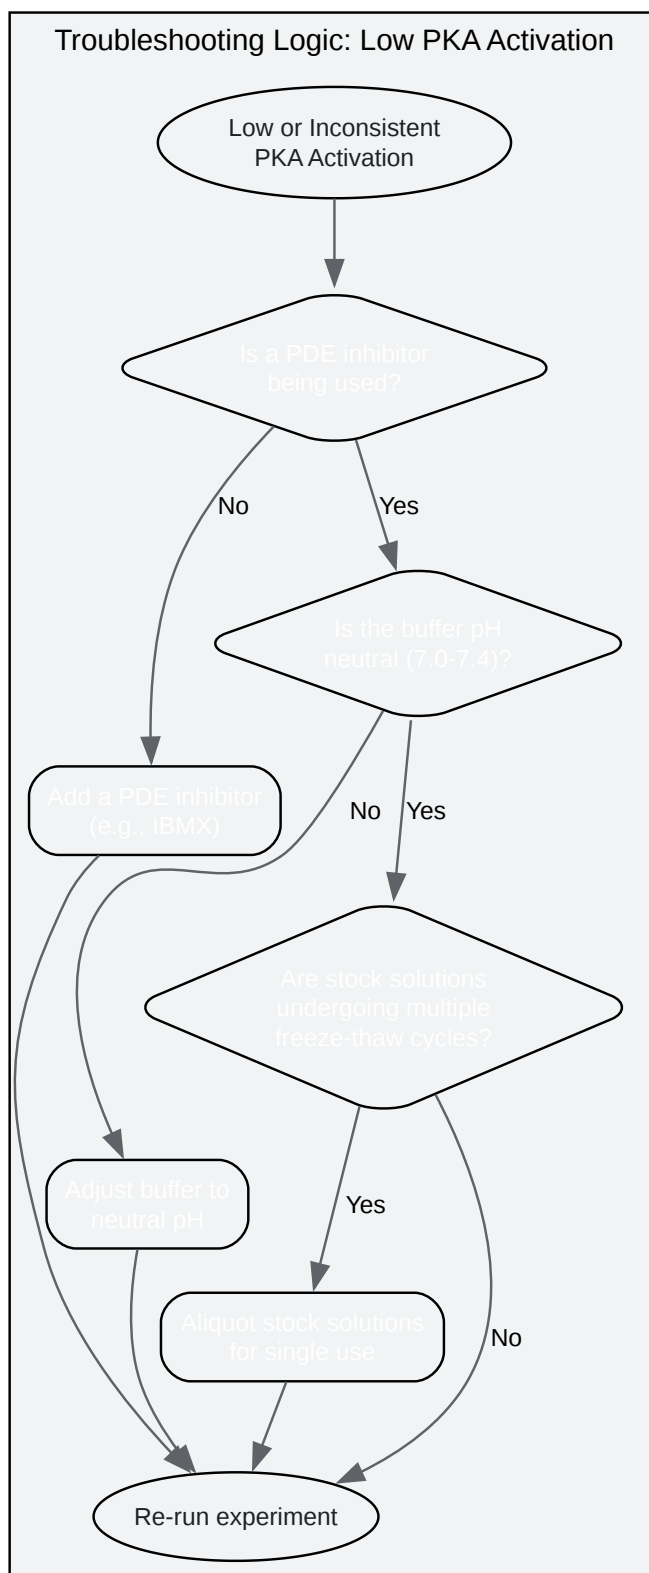 Troubleshooting Logic: Low PKA Activation
Low or Inconsistent
PKA Activation
Is a PDE inhibitor
being used?
No
Yes
Is the buffer pH
neutral (7.0-7.4)?
Add a PDE inhibitor
(e.g., IBMX)
No
Yes
Are stock solutions
undergoing multiple
freeze-thaw cycles?
Adjust buffer to
neutral pH
Yes
Aliquot stock solutions
for single use
No
Re-run experiment